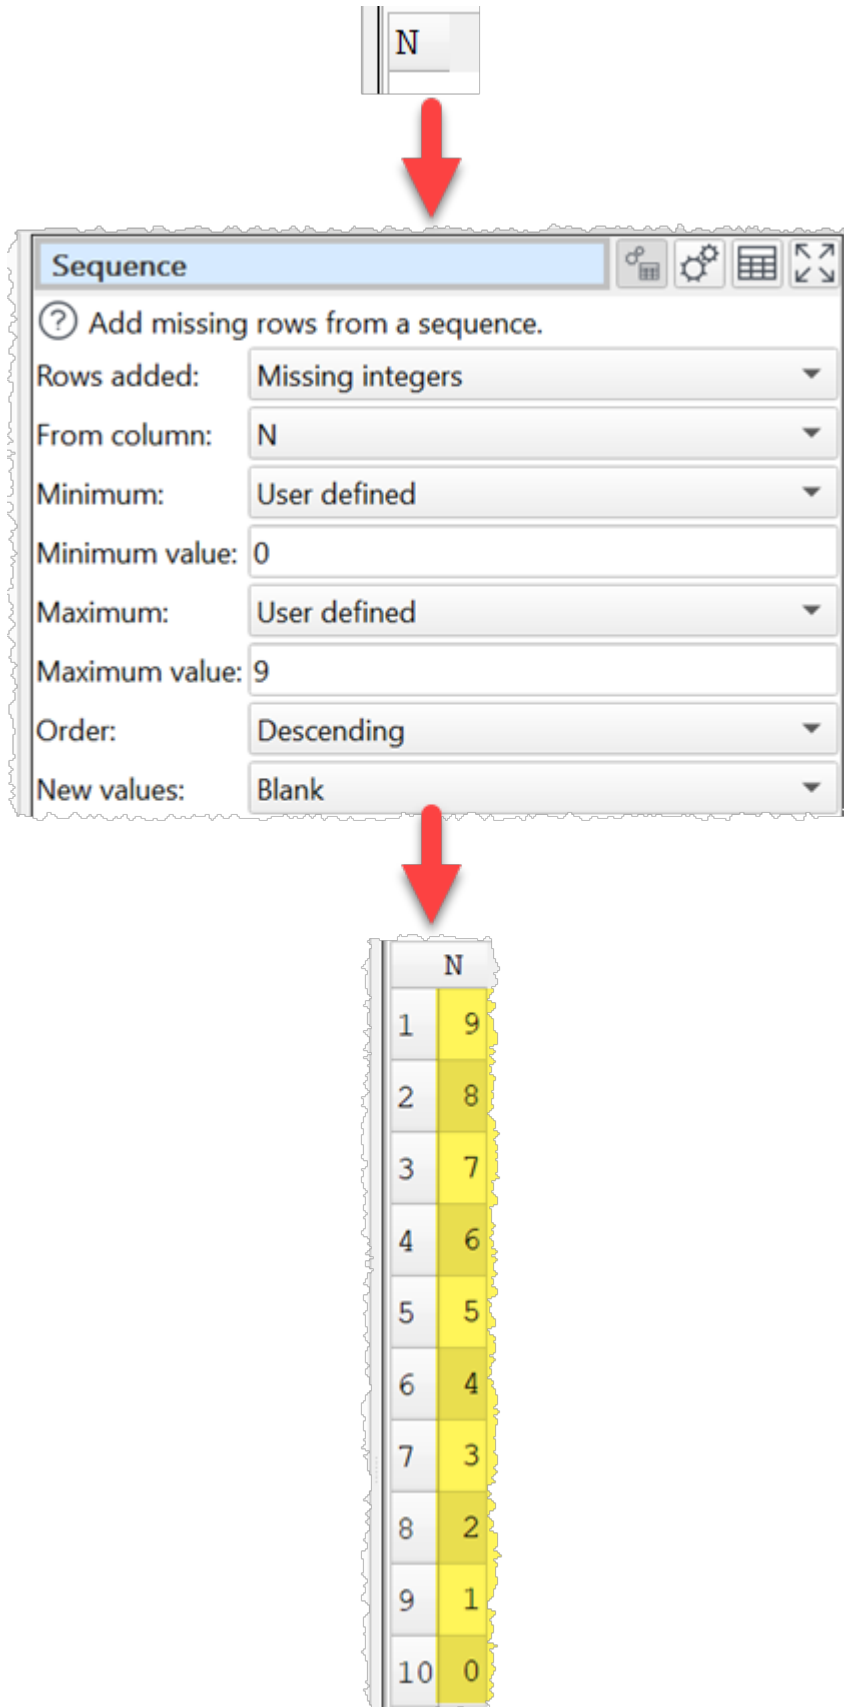 N
Sequence
Add missing rows from a sequence.
Rows added: Missing integers
From column: N
Minimum: User defined
Minimum value: 0
Maximum: User defined
Maximum value: 9
Order: Descending
New values: Blank
N
1 9
2 8
3 7
4 6
5 5
6 4
7 3
8 2
9 1
10 0